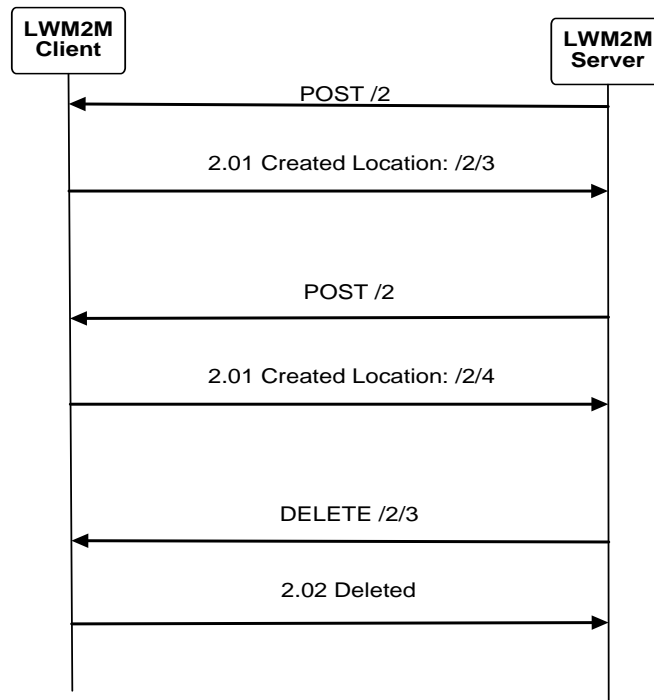 LWM2M
Client
LWM2M
Server
POST /2
2.01 Created Location: /2/3
POST /2
2.01 Created Location: /2/4
DELETE /2/3
2.02 Deleted